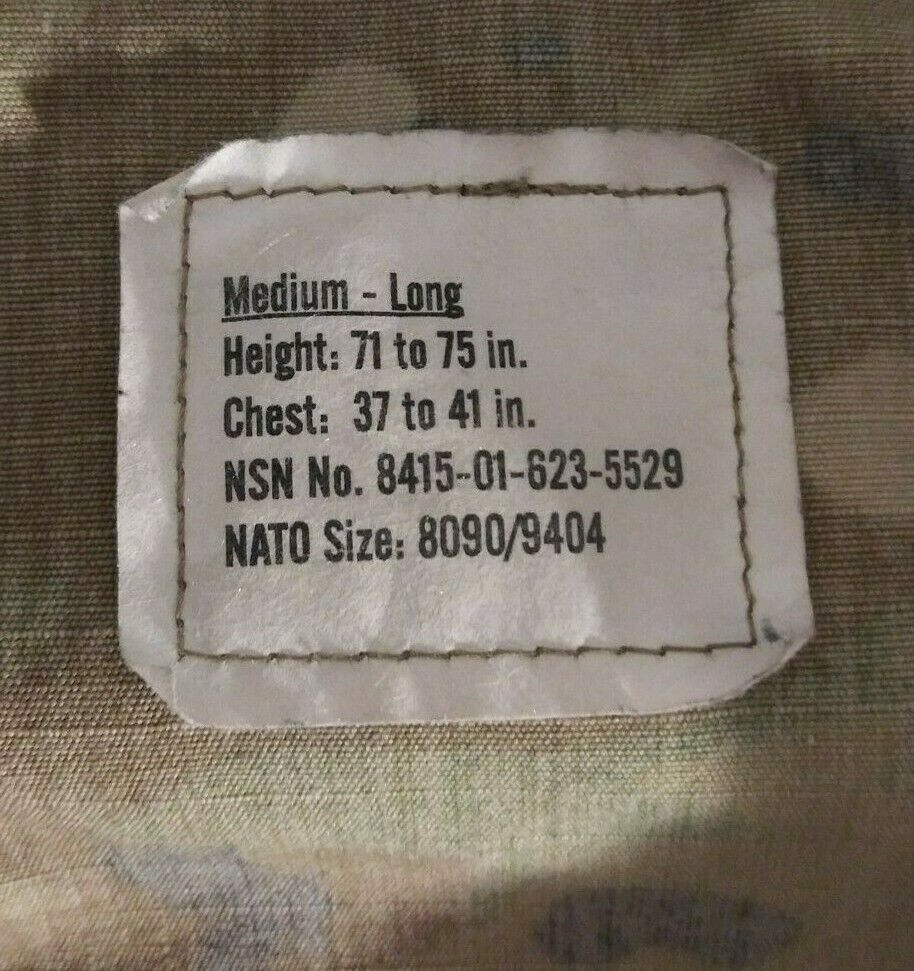 Medium - Long
Height: 71 to 75 in.
Chest: 37 to 41 in.
NSN No. 8415-01-623-5529
NATO Size: 8090/9404